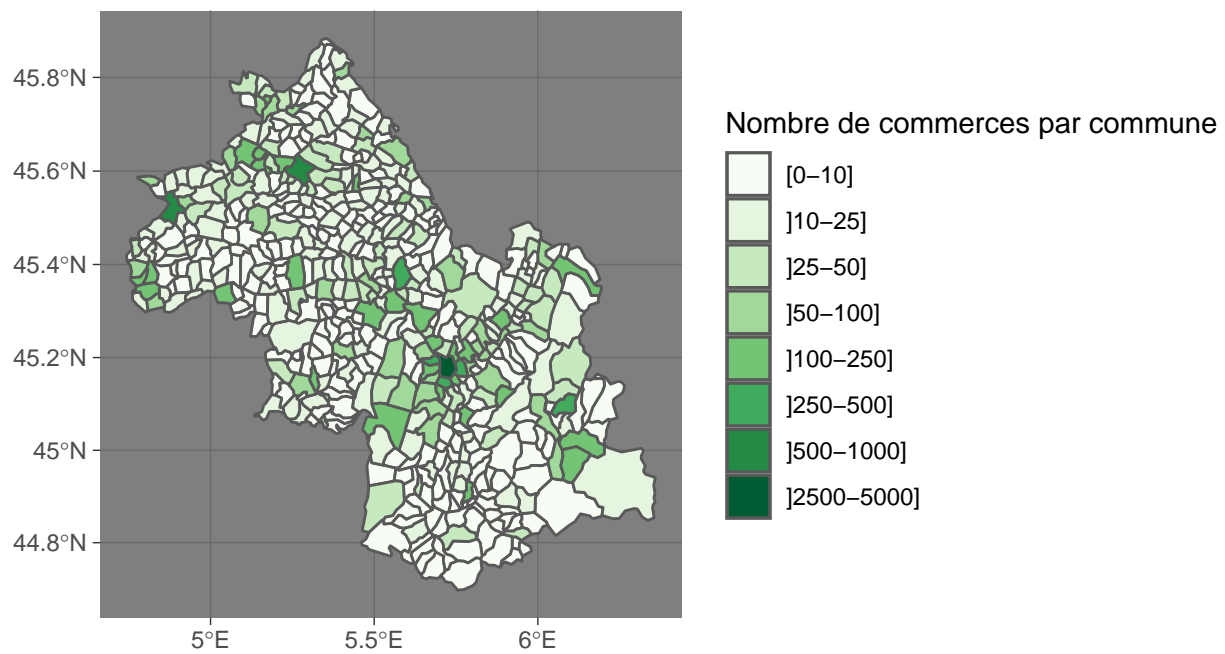 45.8°N
45.6°N
45.4°N
45.2°N
45°N
44.8°N
5°E
5.5°E
6°E
Nombre de commerces par commune
[0–10]
]10–25]
]25–50]
]50–100]
]100–250]
]250–500]
]500–1000]
]2500–5000]